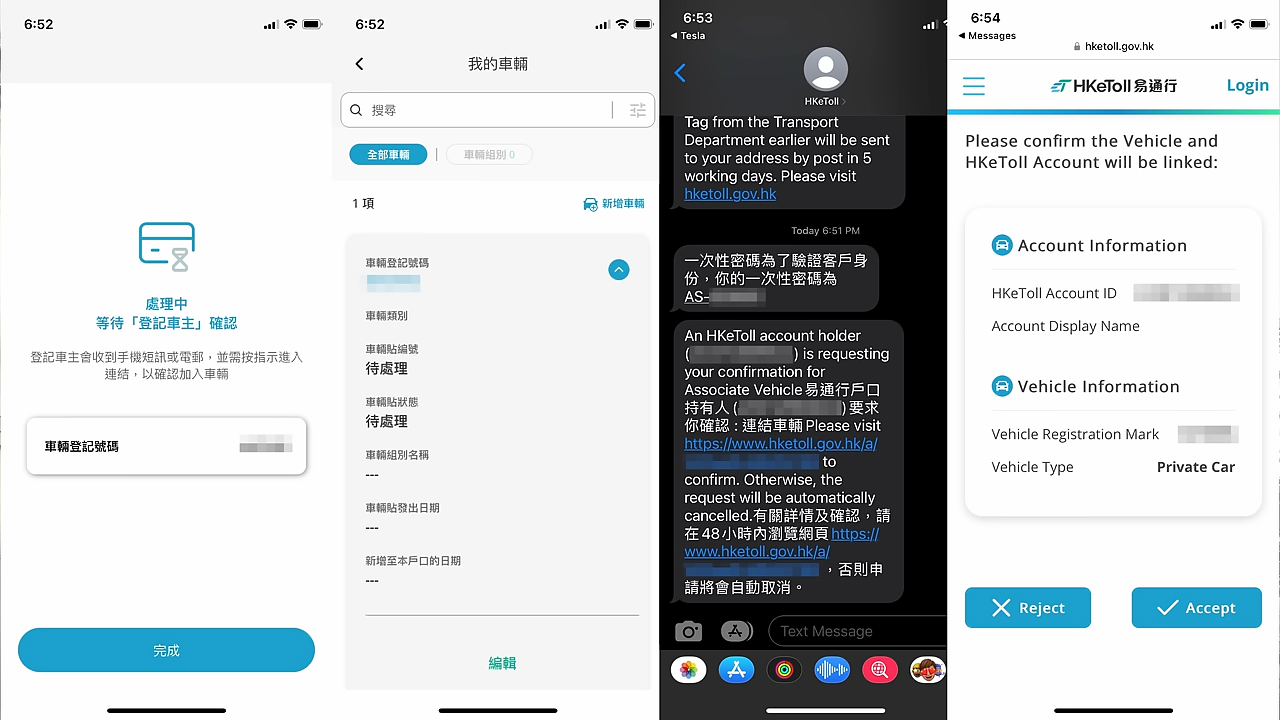 6:52
處理中
等待「登記車主」確認
登記車主會收到手機短訊或電郵，並需按指示進入
連結，以確認加入車輛
車輛登記號碼
完成
6:52
我的車輛
搜尋
全部車輛
車輛組別 0
1 項
新增車輛
車輛登記號碼
車輛類別
車輛貼編號
待處理
車輛貼狀態
待處理
車輛組別名稱
---
車輛貼發出日期
---
新增至本戶口的日期
---
編輯
6:53
Tesla
HKeToll
Tag from the Transport
Department earlier will be sent
to your address by post in 5
working days. Please visit
hketoll.gov.hk
Today 6:51 PM
一次性密碼為了驗證客戶身
份，你的一次性密碼為
AS-
An HKeToll account holder
( ) is requesting
your confirmation for
Associate Vehicle易通行戶口
持有人 ( )要求
你確認 : 連結車輛 Please visit
https://www.hketoll.gov.hk/a/
to
confirm. Otherwise, the
request will be automatically
cancelled.有關詳情及確認，請
在48小時內瀏覽網頁https://
www.hketoll.gov.hk/a/
，否則申
請將會自動取消。
Text Message
6:54
Messages
hketoll.gov.hk
HKeToll 易通行
Login
Please confirm the Vehicle and
HKeToll Account will be linked:
Account Information
HKeToll Account ID
Account Display Name
Vehicle Information
Vehicle Registration Mark
Vehicle Type Private Car
Reject
Accept